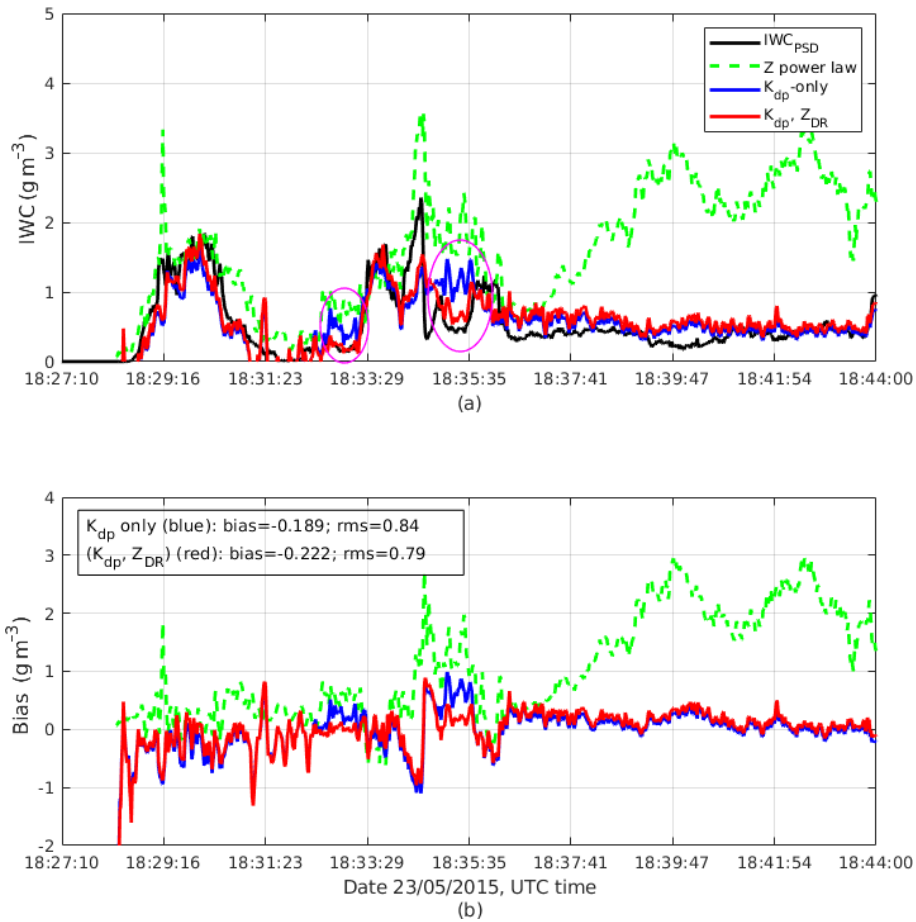 5
4
3
2
1
0
IWC (g m⁻³)
IWC_PSD
Z power law
K_dp-only
K_dp, Z_DR
18:27:10 18:29:16 18:31:23 18:33:29 18:35:35 18:37:41 18:39:47 18:41:54 18:44:00
(a)
4
3
2
1
0
-1
-2
Bias (g m⁻³)
K_dp only (blue): bias=-0.189; rms=0.84
(K_dp, Z_DR) (red): bias=-0.222; rms=0.79
18:27:10 18:29:16 18:31:23 18:33:29 18:35:35 18:37:41 18:39:47 18:41:54 18:44:00
Date 23/05/2015, UTC time
(b)